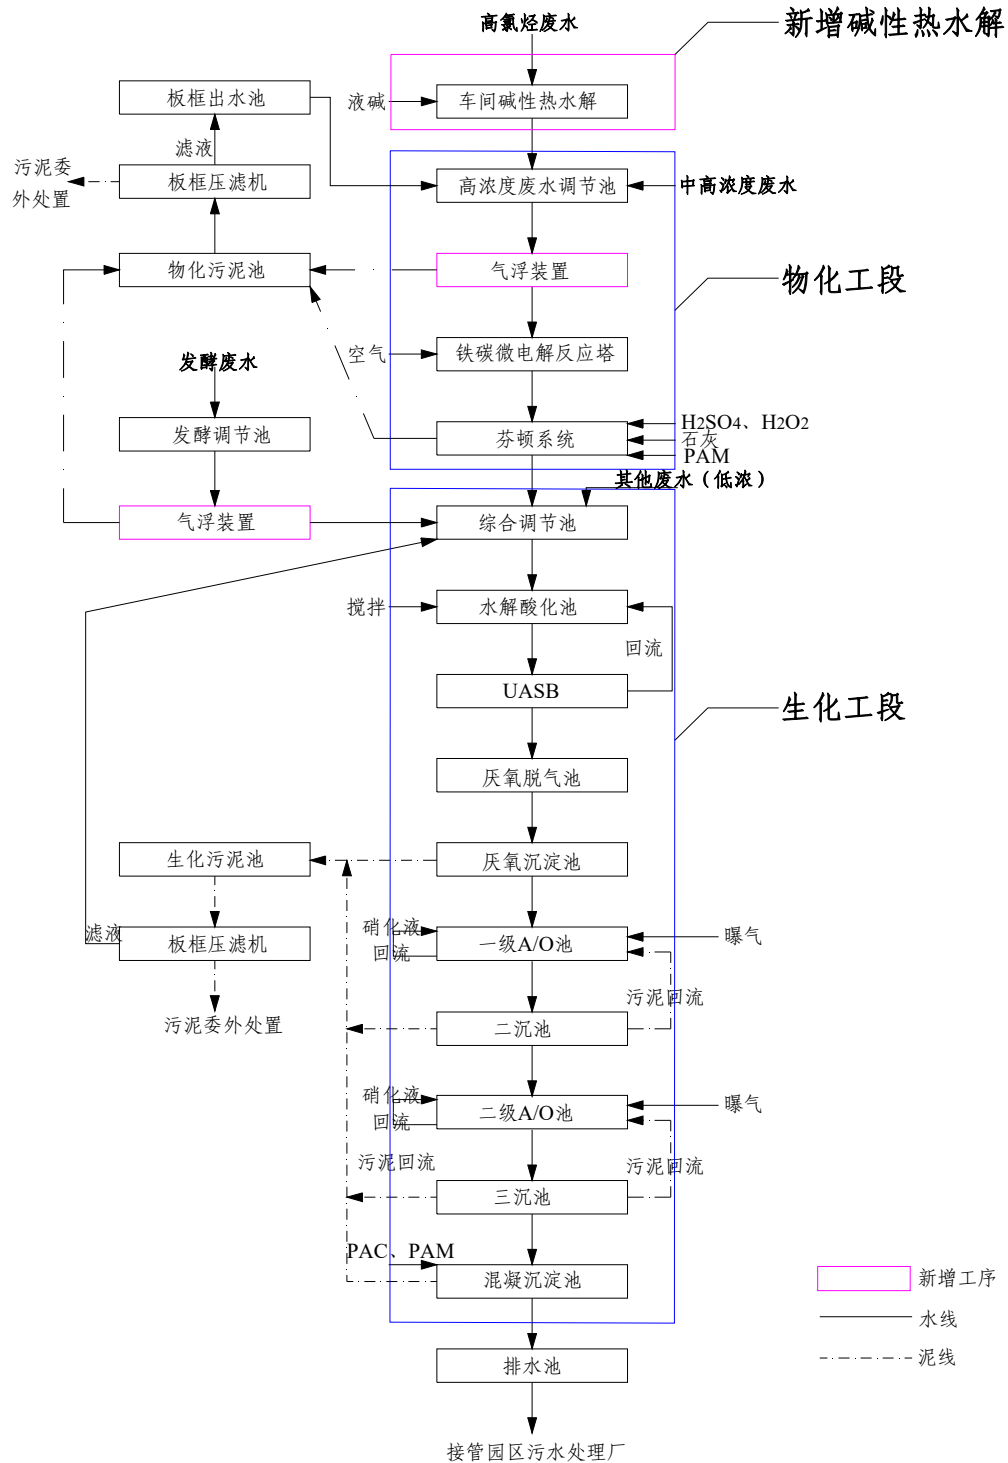 高氯烃废水
新增碱性热水解
板框出水池
液碱
车间碱性热水解
滤液
污泥委
外处置
板框压滤机
高浓度废水调节池
中高浓度废水
物化污泥池
气浮装置
物化工段
发酵废水
空气
铁碳微电解反应塔
发酵调节池
芬顿系统
H2SO4、H2O2
石灰
PAM
其他废水（低浓）
气浮装置
综合调节池
搅拌
水解酸化池
回流
UASB
生化工段
厌氧脱气池
生化污泥池
厌氧沉淀池
滤液
板框压滤机
硝化液
回流
一级A/O池
曝气
污泥回流
污泥委外处置
二沉池
硝化液
回流
二级A/O池
曝气
污泥回流
污泥回流
三沉池
PAC、PAM
混凝沉淀池
新增工序
水线
泥线
排水池
接管园区污水处理厂